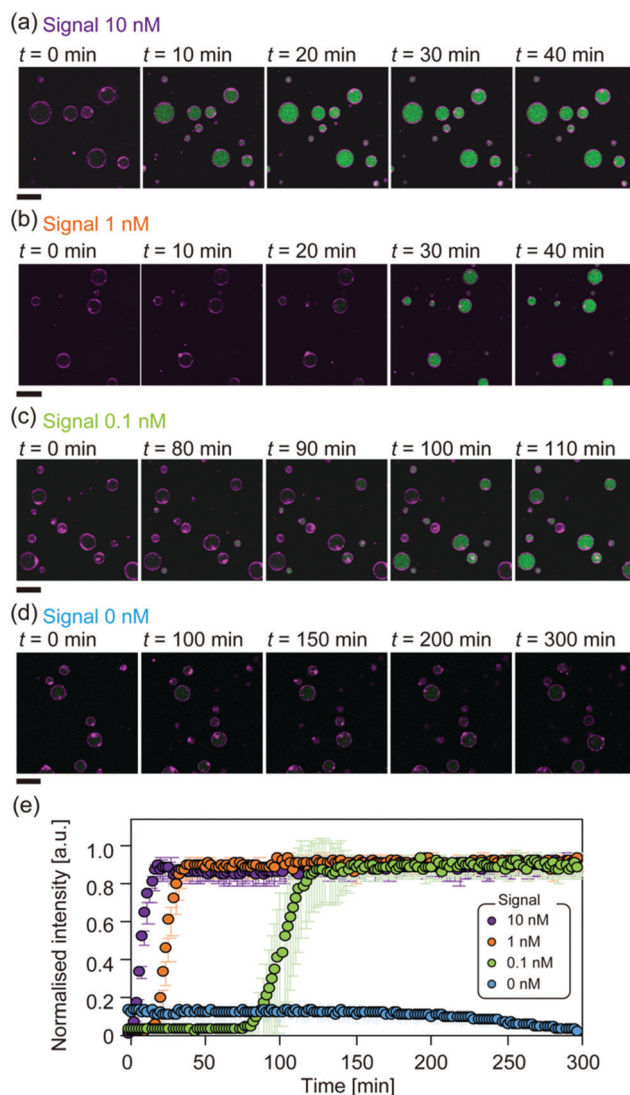 (a) Signal 10 nM
t = 0 min t = 10 min t = 20 min t = 30 min t = 40 min
(b) Signal 1 nM
t = 0 min t = 10 min t = 20 min t = 30 min t = 40 min
(c) Signal 0.1 nM
t = 0 min t = 80 min t = 90 min t = 100 min t = 110 min
(d) Signal 0 nM
t = 0 min t = 100 min t = 150 min t = 200 min t = 300 min
(e)
Normalised intensity [a.u.]
1.0
0.8
0.6
0.4
0.2
0
Signal
10 nM
1 nM
0.1 nM
0 nM
0 50 100 150 200 250 300
Time [min]